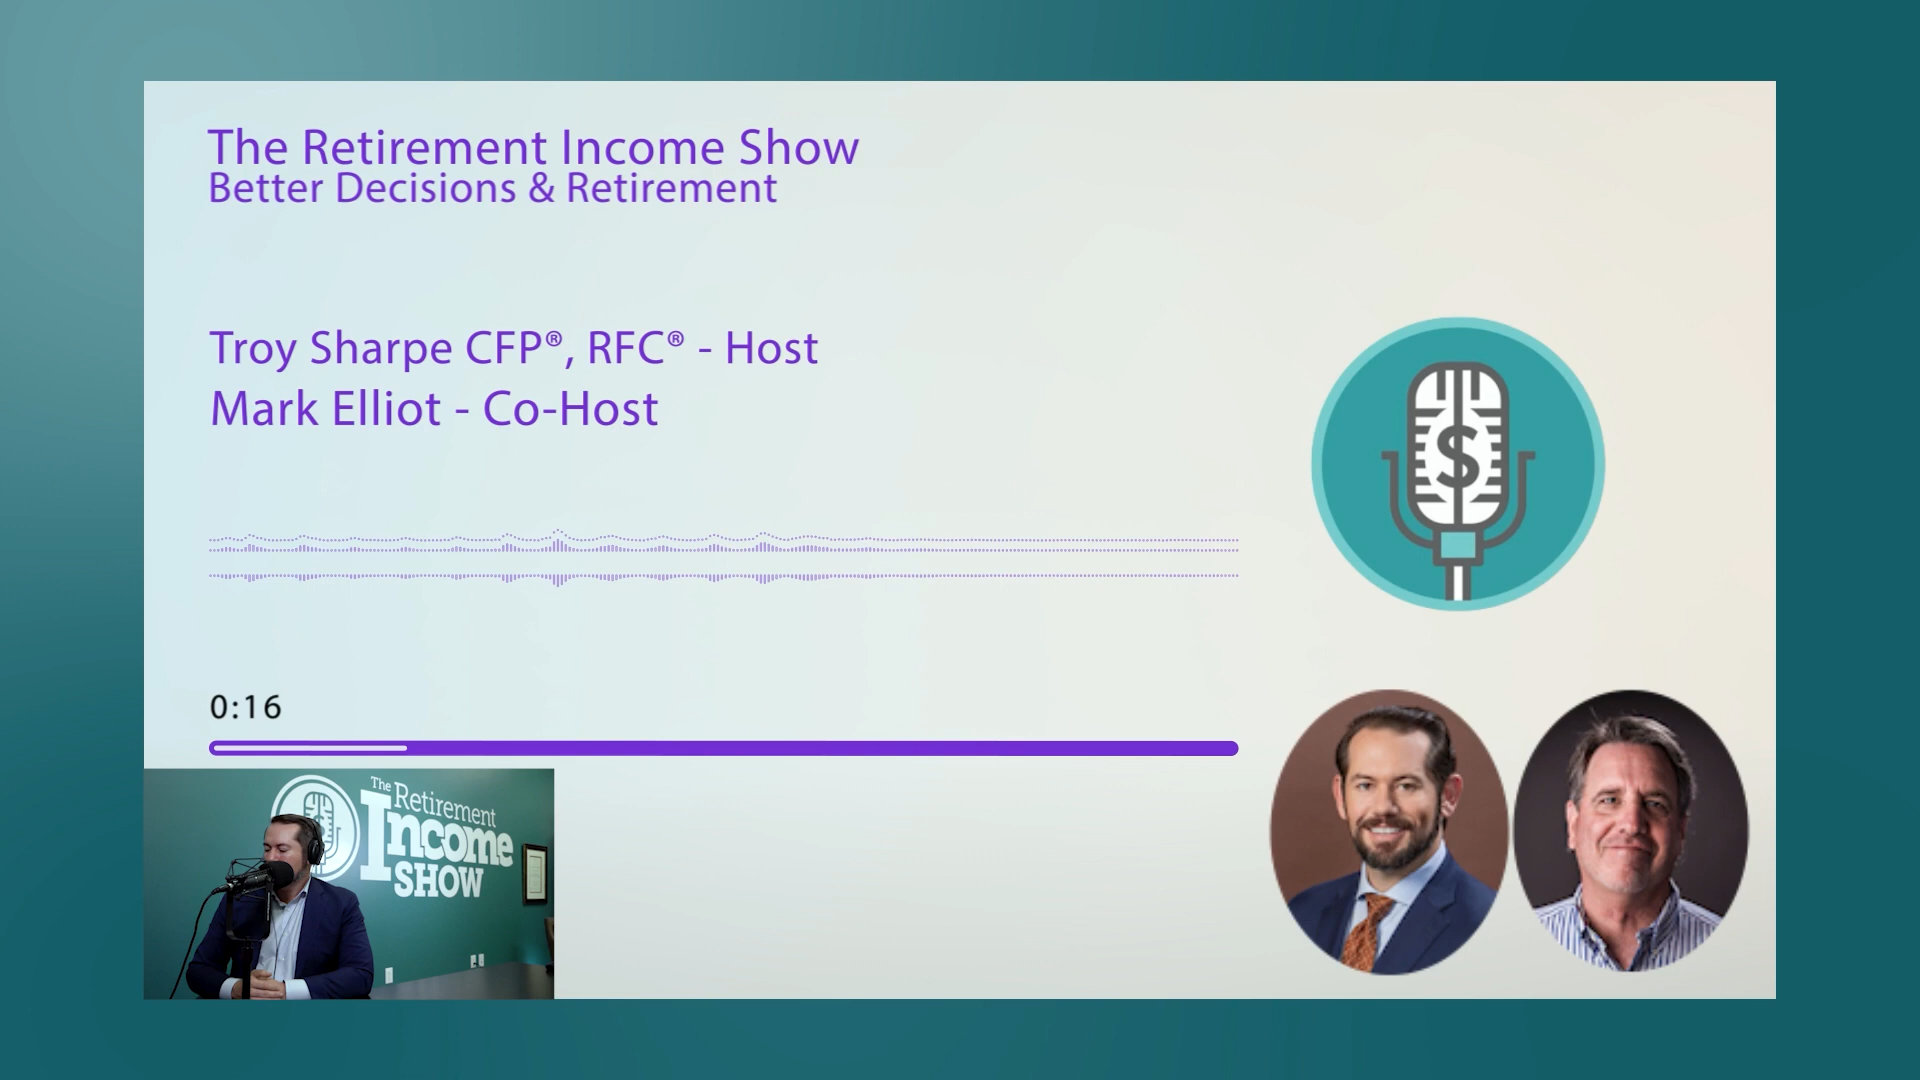 The Retirement Income Show
Better Decisions & Retirement
Troy Sharpe CFP®, RFC® - Host
Mark Elliot - Co-Host
$
0:16
The Retirement
Income
SHOW